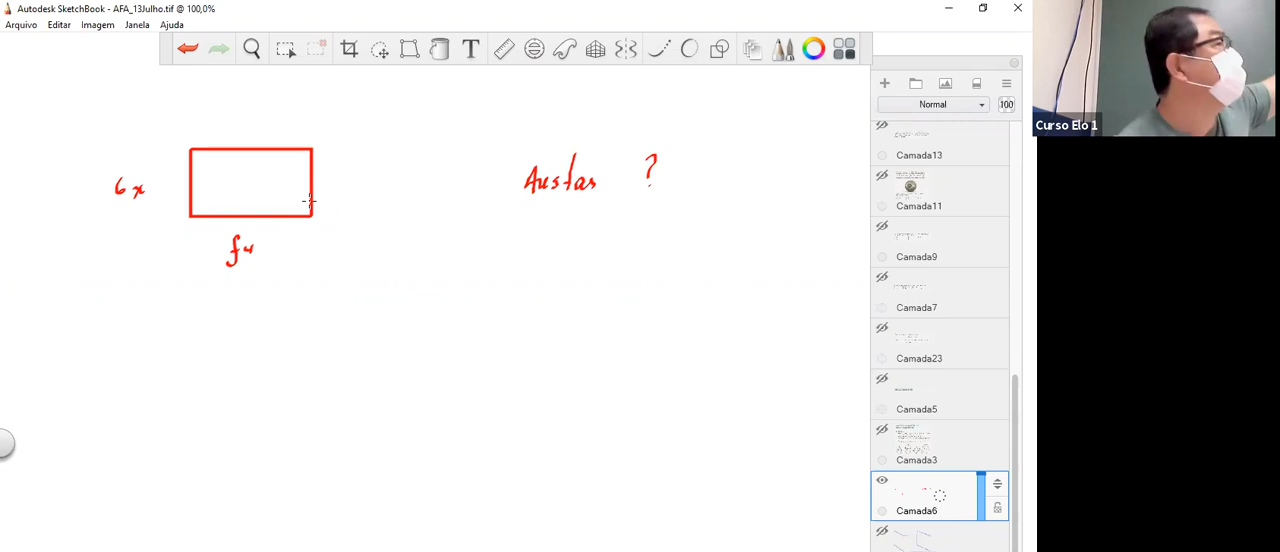 Autodesk SketchBook - AFA_13Julho.tif @ 100,0%
Arquivo Editar Imagem Janela Ajuda
Normal 100
Curso Elo 1
Camada13
6x
Austas ?
Camada11
f4
Camada9
Camada7
Camada23
Camada5
Camada3
Camada6